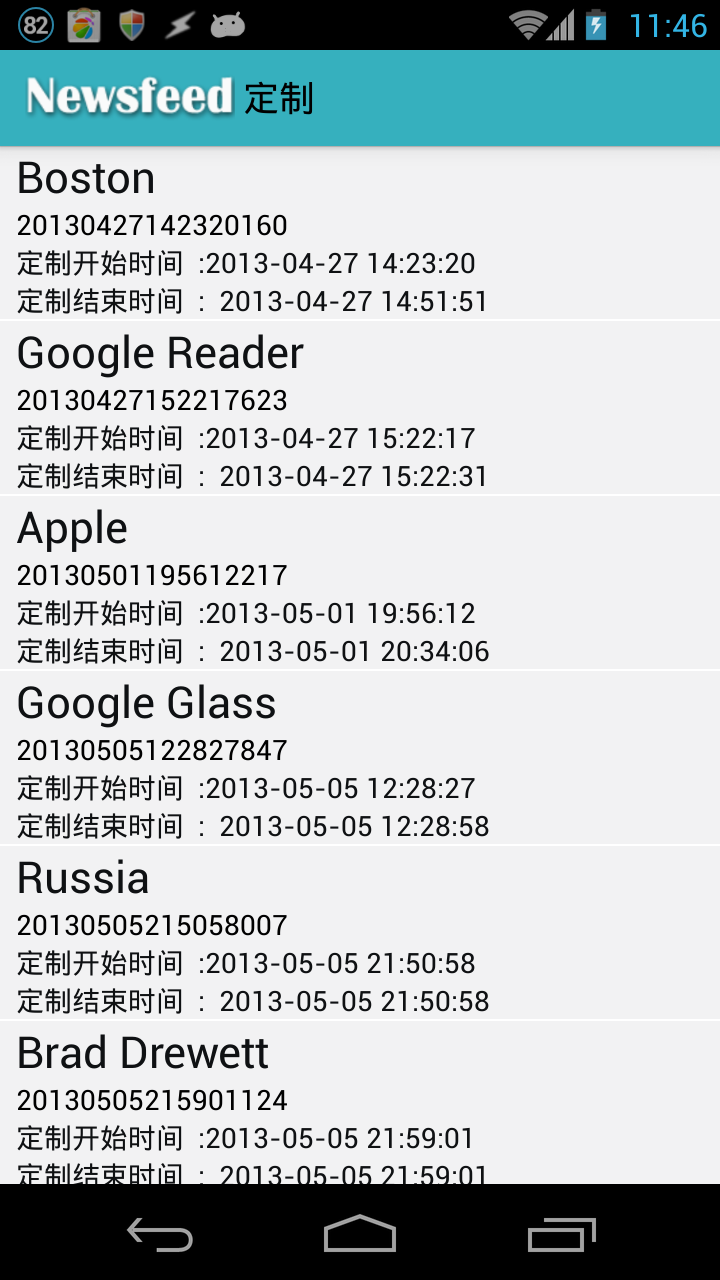 82 11:46
Newsfeed 定制
Boston
20130427142320160
定制开始时间 :2013-04-27 14:23:20
定制结束时间 : 2013-04-27 14:51:51
Google Reader
20130427152217623
定制开始时间 :2013-04-27 15:22:17
定制结束时间 : 2013-04-27 15:22:31
Apple
20130501195612217
定制开始时间 :2013-05-01 19:56:12
定制结束时间 : 2013-05-01 20:34:06
Google Glass
20130505122827847
定制开始时间 :2013-05-05 12:28:27
定制结束时间 : 2013-05-05 12:28:58
Russia
20130505215058007
定制开始时间 :2013-05-05 21:50:58
定制结束时间 : 2013-05-05 21:50:58
Brad Drewett
20130505215901124
定制开始时间 :2013-05-05 21:59:01
定制结束时间 : 2013-05-05 21:59:01